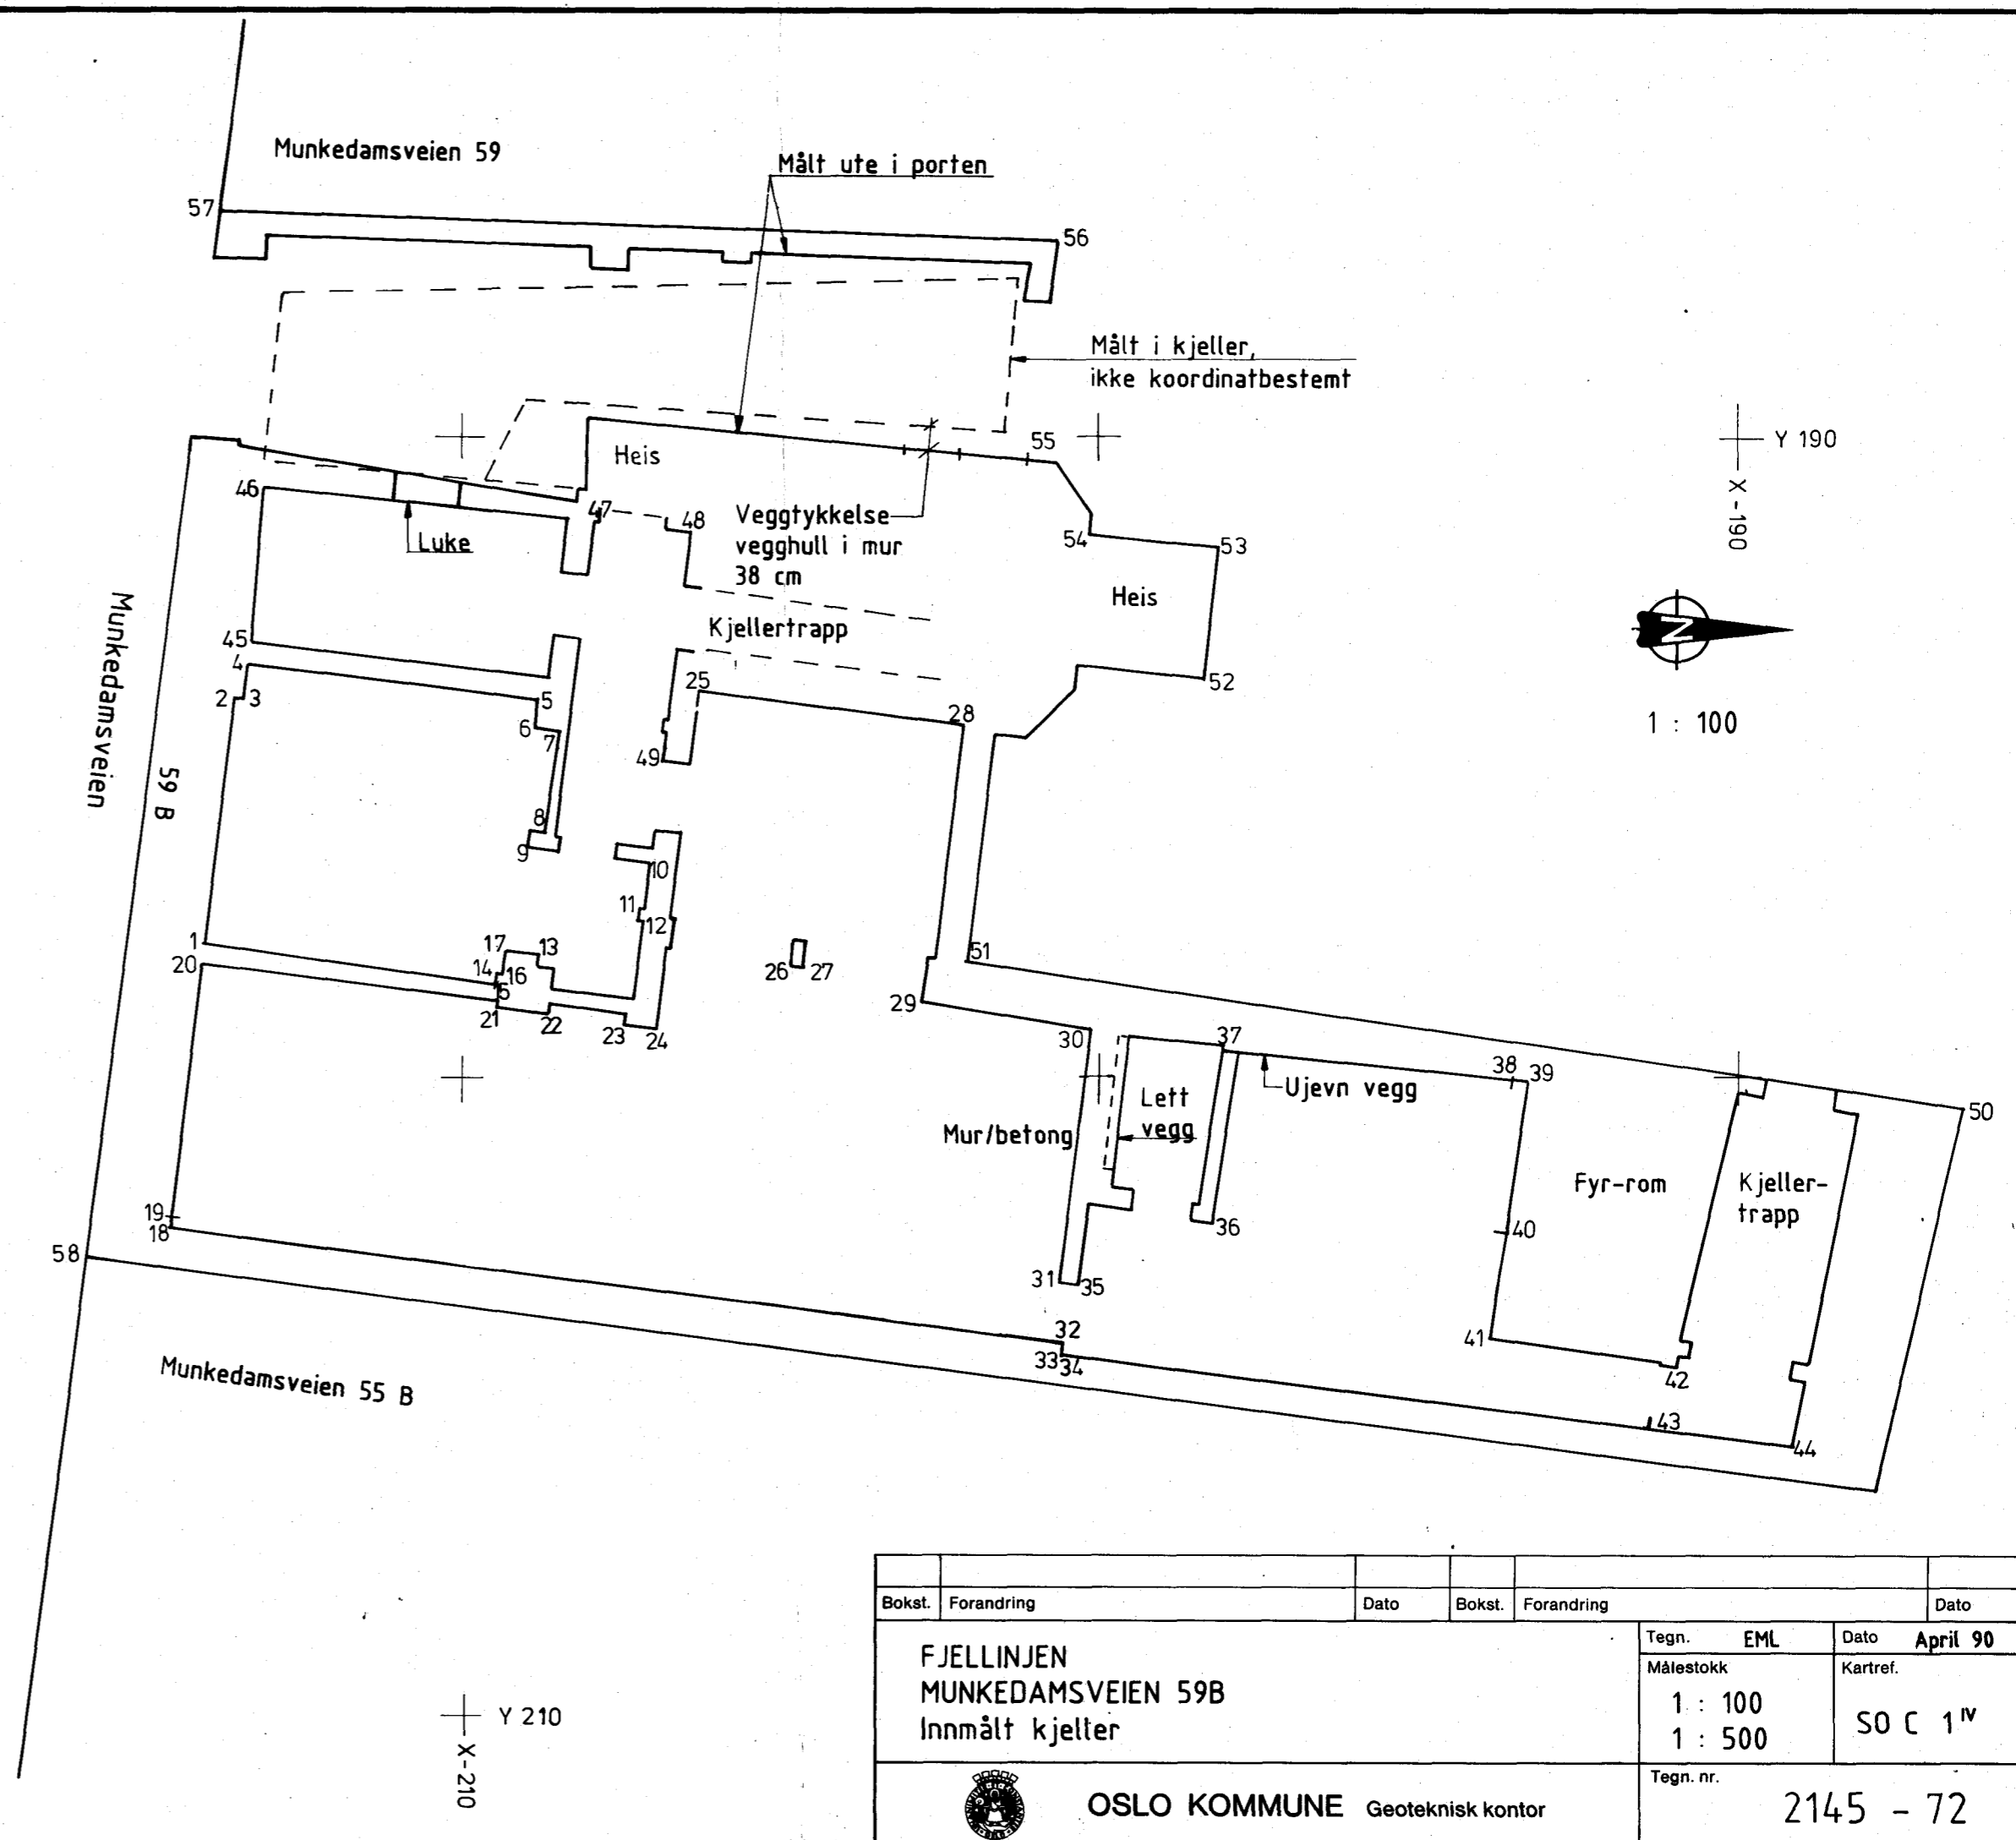 Munkedamsveien 59
Målt ute i porten
57
56
Målt i kjeller,
ikke koordinatbestemt
55
Y 190
X -190
Heis
46
47
48
Luke
Veggtykkelse
vegghull i mur
38 cm
54
53
Heis
N
1 : 100
Munkedamsveien
59 B
45
4
2
3
5
6
7
Kjellertrapp
25
28
52
49
8
9
10
11
12
1
20
17
13
14
16
5
21
22
23
24
26
27
51
29
30
37
38
39
Ujevn vegg
Lett
vegg
Mur/betong
50
Fyr-rom
Kjeller-
trapp
19
18
36
40
58
31
35
32
33
34
41
42
43
44
Munkedamsveien 55 B
Y 210
X-210
Bokst.
Forandring
Dato
Bokst.
Forandring
Dato
FJELLINJEN
MUNKEDAMSVEIEN 59B
Innmålt kjeller
Tegn. EML
Dato April 90
Målestokk
1 : 100
1 : 500
Kartref.
SO C 1 IV
OSLO KOMMUNE Geoteknisk kontor
Tegn. nr.
2145 - 72